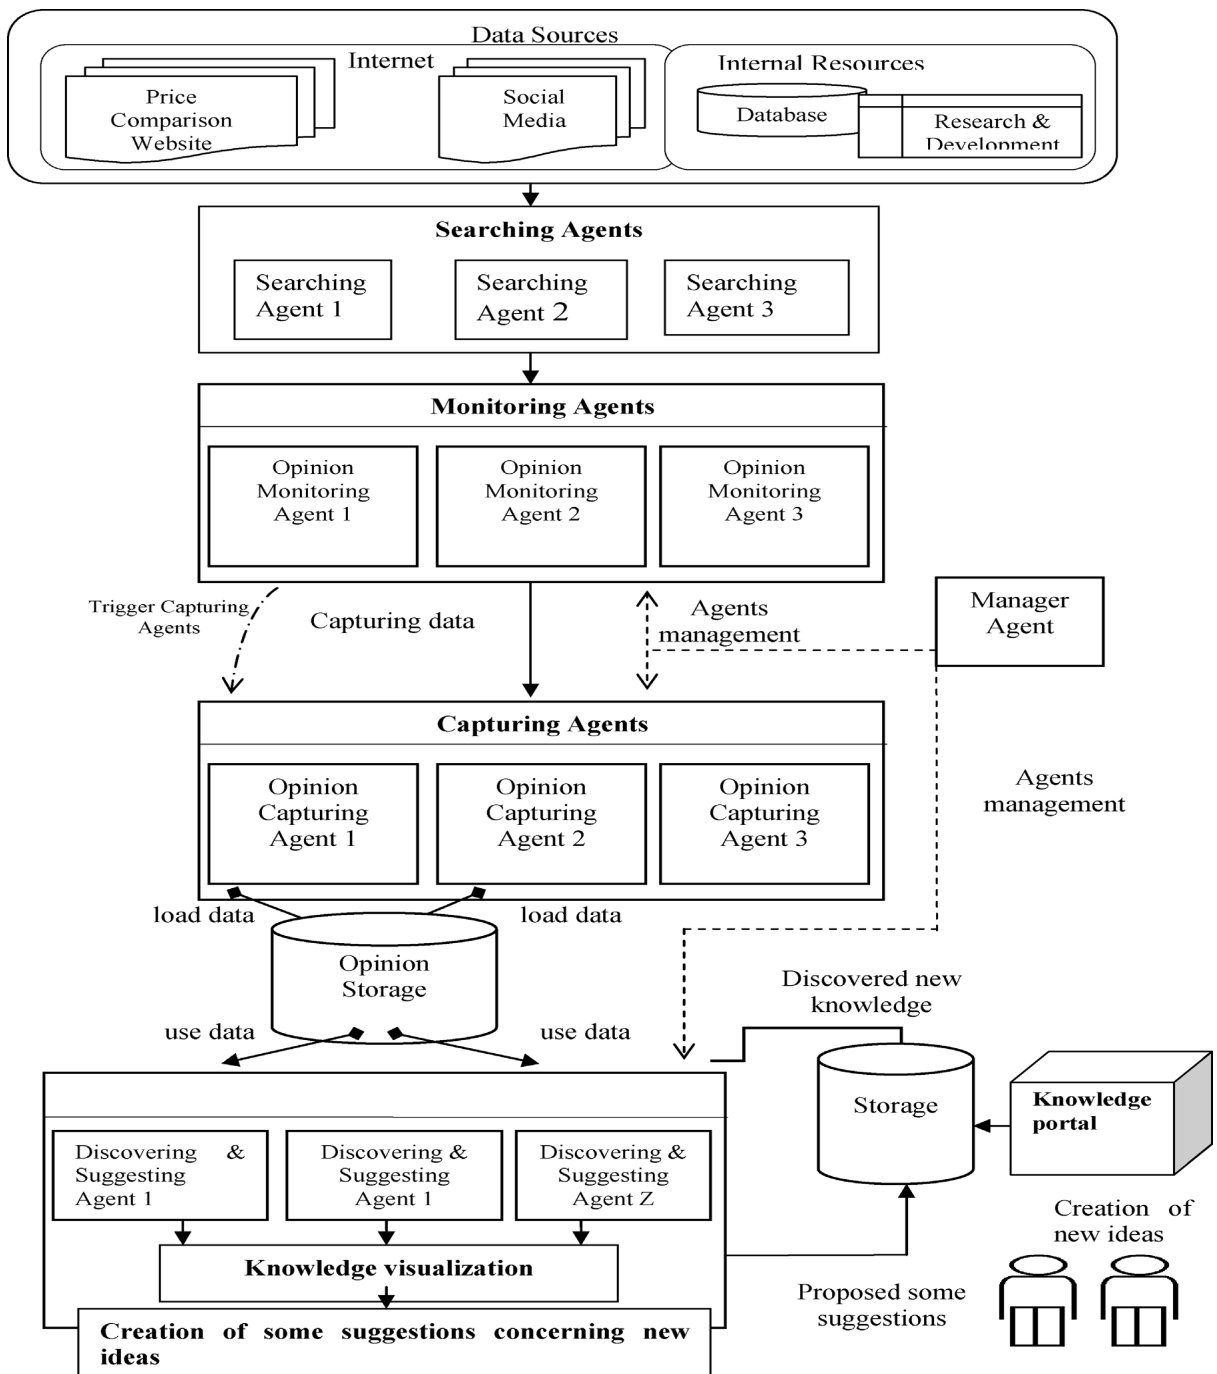 Data Sources
Internet
Internal Resources
Price
Comparison
Website
Social
Media
Database
Research &
Development
Searching Agents
Searching
Agent 1
Searching
Agent 2
Searching
Agent 3
Monitoring Agents
Opinion
Monitoring
Agent 1
Opinion
Monitoring
Agent 2
Opinion
Monitoring
Agent 3
Trigger Capturing
Agents
Capturing data
Agents
management
Manager
Agent
Capturing Agents
Opinion
Capturing
Agent 1
Opinion
Capturing
Agent 2
Opinion
Capturing
Agent 3
Agents
management
load data
load data
Opinion
Storage
use data
use data
Discovered new
knowledge
Storage
Knowledge
portal
Discovering &
Suggesting
Agent 1
Discovering &
Suggesting
Agent 1
Discovering &
Suggesting
Agent Z
Knowledge visualization
Creation of some suggestions concerning new
ideas
Creation of
new ideas
Proposed some
suggestions